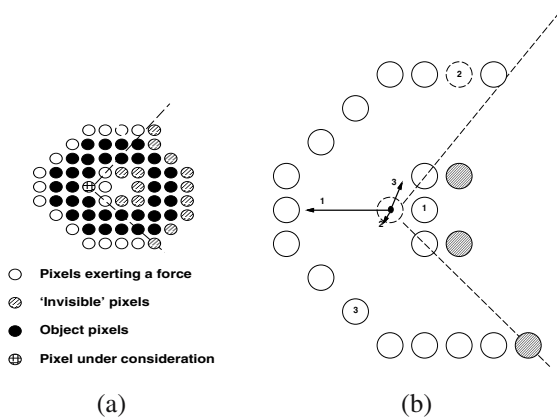 2
3
1
2
1
3
Pixels exerting a force
'Invisible' pixels
Object pixels
Pixel under consideration
(a)
(b)